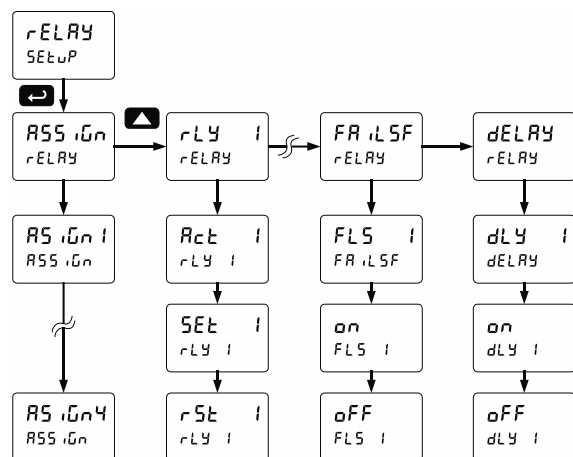 rELAY
SEtuP
ASSiGn
rELAY
rLY 1
rELAY
FAiLSF
rELAY
dELAY
rELAY
ASiGn1
ASSiGn
Act 1
rLY 1
FLS 1
FAiLSF
dLY 1
dELAY
SEt 1
rLY 1
on
FLS 1
on
dLY 1
ASiGn4
ASSiGn
rSt 1
rLY 1
oFF
FLS 1
oFF
dLY 1